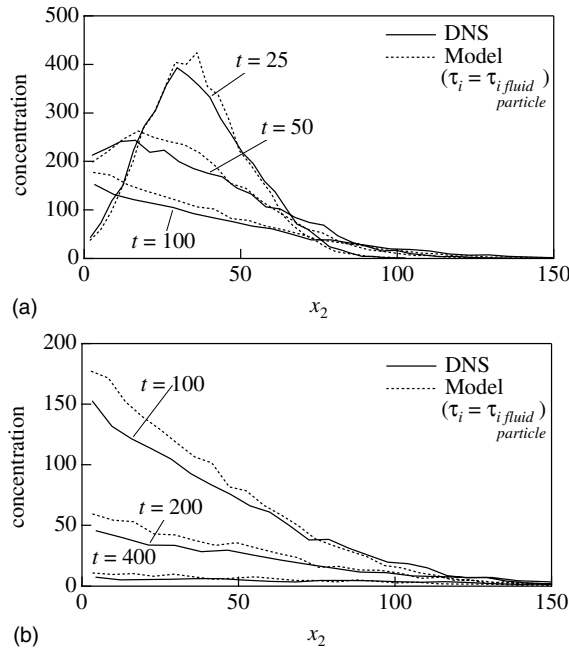 500
400
300
200
100
0
concentration
DNS
Model
(τi = τi fluid)
particle
t = 25
t = 50
t = 100
0
50
100
150
x2
(a)
200
150
100
50
0
concentration
DNS
Model
(τi = τi fluid)
particle
t = 100
t = 200
t = 400
0
50
100
150
x2
(b)